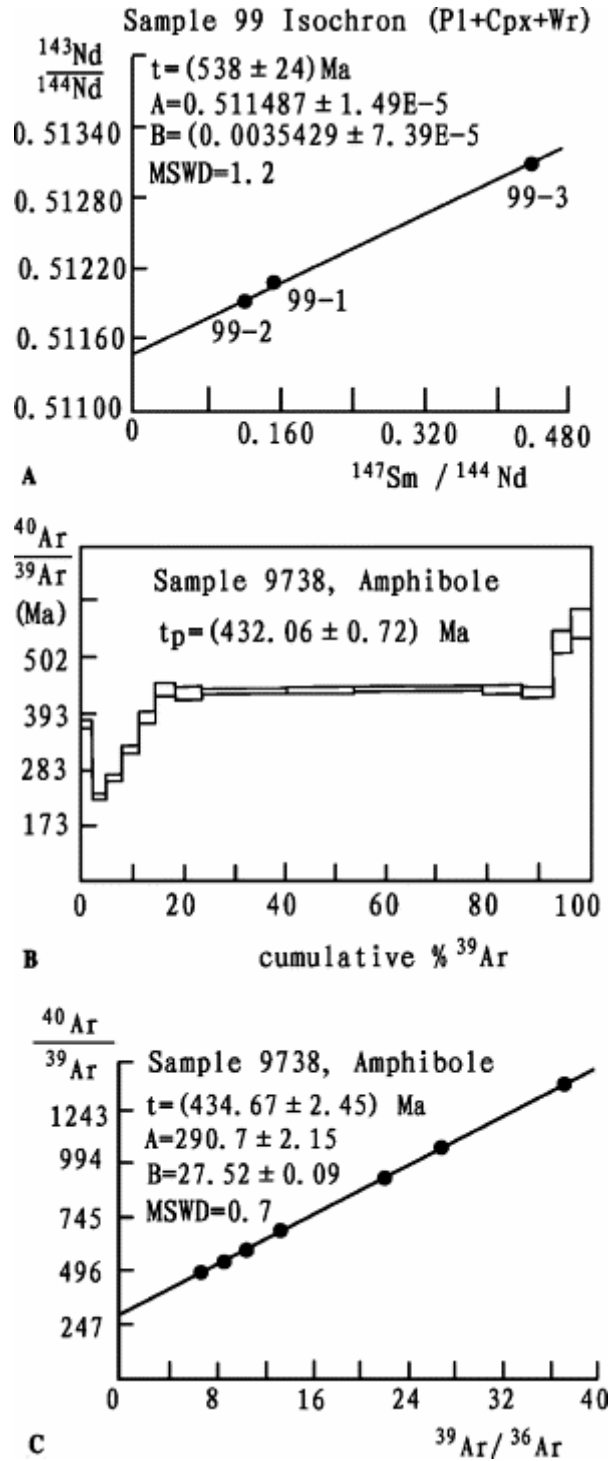 Sample 99 Isochron (Pl+Cpx+Wr)
143Nd
144Nd
t=(538 ± 24)Ma
A=0.511487 ± 1.49E-5
B=(0.0035429 ± 7.39E-5
MSWD=1.2
0.51340
0.51280
0.51220
0.51160
0.51100
99-3
99-1
99-2
0 0.160 0.320 0.480
147Sm / 144Nd
A
40Ar
39Ar
(Ma)
Sample 9738, Amphibole
tp=(432.06 ± 0.72) Ma
502
393
283
173
0 20 40 60 80 100
cumulative % 39Ar
B
40Ar
39Ar
Sample 9738, Amphibole
t=(434.67 ± 2.45) Ma
A=290.7 ± 2.15
B=27.52 ± 0.09
MSWD=0.7
1243
994
745
496
247
0 8 16 24 32 40
39Ar/36Ar
C